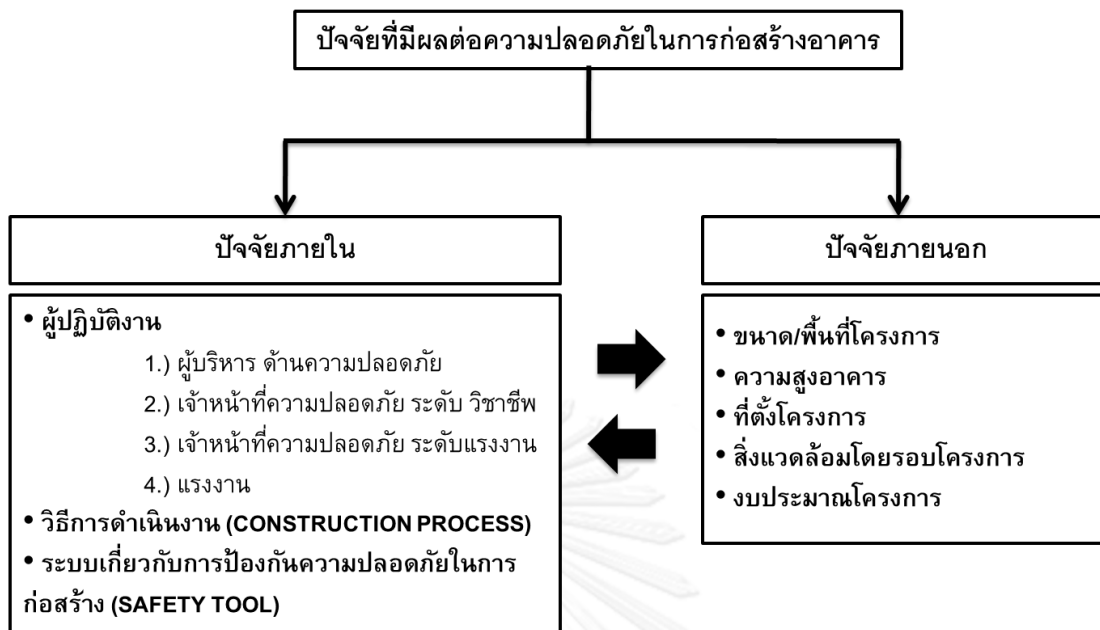 ปัจจัยที่มีผลต่อความปลอดภัยในการก่อสร้างอาคาร
ปัจจัยภายใน
• ผู้ปฏิบัติงาน
1.) ผู้บริหาร ด้านความปลอดภัย
2.) เจ้าหน้าที่ความปลอดภัย ระดับ วิชาชีพ
3.) เจ้าหน้าที่ความปลอดภัย ระดับแรงงาน
4.) แรงงาน
• วิธีการดำเนินงาน (CONSTRUCTION PROCESS)
• ระบบเกี่ยวกับการป้องกันความปลอดภัยในการ
ก่อสร้าง (SAFETY TOOL)
ปัจจัยภายนอก
• ขนาด/พื้นที่โครงการ
• ความสูงอาคาร
• ที่ตั้งโครงการ
• สิ่งแวดล้อมโดยรอบโครงการ
• งบประมาณโครงการ